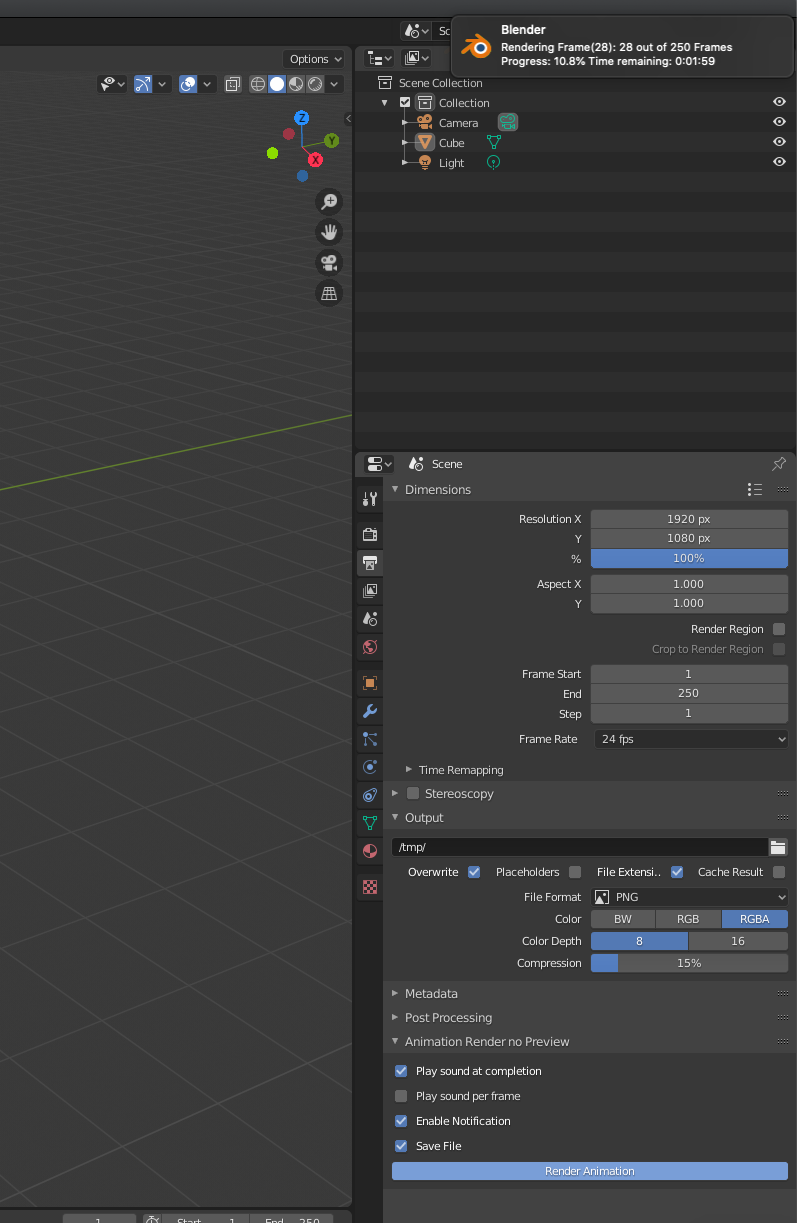 Sc
Blender
Rendering Frame(28): 28 out of 250 Frames
Progress: 10.8% Time remaining: 0:01:59
Options
Scene Collection
Collection
Camera
Cube
Light
Z
Y
X
Scene
Dimensions
Resolution X 1920 px
Y 1080 px
% 100%
Aspect X 1.000
Y 1.000
Render Region
Crop to Render Region
Frame Start 1
End 250
Step 1
Frame Rate 24 fps
Time Remapping
Stereoscopy
Output
/tmp/
Overwrite Placeholders File Extensi.. Cache Result
File Format PNG
Color BW RGB RGBA
Color Depth 8 16
Compression 15%
Metadata
Post Processing
Animation Render no Preview
Play sound at completion
Play sound per frame
Enable Notification
Save File
Render Animation
1 Start 1 End 250